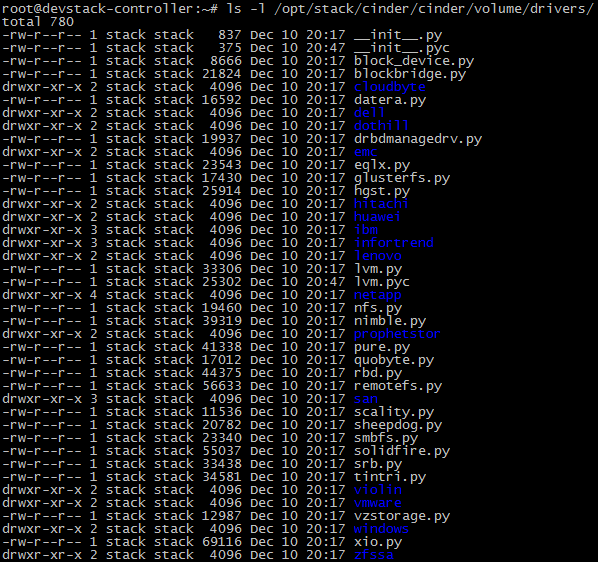 root@devstack-controller:~# ls -l /opt/stack/cinder/cinder/volume/drivers/
total 780
-rw-r--r-- 1 stack stack   837 Dec 10 20:17 __init__.py
-rw-r--r-- 1 stack stack   375 Dec 10 20:47 __init__.pyc
-rw-r--r-- 1 stack stack  8666 Dec 10 20:17 block_device.py
-rw-r--r-- 1 stack stack 21824 Dec 10 20:17 blockbridge.py
drwxr-xr-x 2 stack stack  4096 Dec 10 20:17 cloudbyte
-rw-r--r-- 1 stack stack 16592 Dec 10 20:17 datera.py
drwxr-xr-x 2 stack stack  4096 Dec 10 20:17 dell
drwxr-xr-x 2 stack stack  4096 Dec 10 20:17 dothill
-rw-r--r-- 1 stack stack 19937 Dec 10 20:17 drbdmanagedrv.py
drwxr-xr-x 2 stack stack  4096 Dec 10 20:17 emc
-rw-r--r-- 1 stack stack 23543 Dec 10 20:17 eqlx.py
-rw-r--r-- 1 stack stack 17430 Dec 10 20:17 glusterfs.py
-rw-r--r-- 1 stack stack 25914 Dec 10 20:17 hgst.py
drwxr-xr-x 2 stack stack  4096 Dec 10 20:17 hitachi
drwxr-xr-x 2 stack stack  4096 Dec 10 20:17 huawei
drwxr-xr-x 3 stack stack  4096 Dec 10 20:17 ibm
drwxr-xr-x 3 stack stack  4096 Dec 10 20:17 infortrend
drwxr-xr-x 2 stack stack  4096 Dec 10 20:17 lenovo
-rw-r--r-- 1 stack stack 33306 Dec 10 20:17 lvm.py
-rw-r--r-- 1 stack stack 25302 Dec 10 20:47 lvm.pyc
drwxr-xr-x 4 stack stack  4096 Dec 10 20:17 netapp
-rw-r--r-- 1 stack stack 19460 Dec 10 20:17 nfs.py
-rw-r--r-- 1 stack stack 39319 Dec 10 20:17 nimble.py
drwxr-xr-x 2 stack stack  4096 Dec 10 20:17 prophetstor
-rw-r--r-- 1 stack stack 41338 Dec 10 20:17 pure.py
-rw-r--r-- 1 stack stack 17012 Dec 10 20:17 quobyte.py
-rw-r--r-- 1 stack stack 44375 Dec 10 20:17 rbd.py
-rw-r--r-- 1 stack stack 56633 Dec 10 20:17 remotefs.py
drwxr-xr-x 3 stack stack  4096 Dec 10 20:17 san
-rw-r--r-- 1 stack stack 11536 Dec 10 20:17 scality.py
-rw-r--r-- 1 stack stack 20782 Dec 10 20:17 sheepdog.py
-rw-r--r-- 1 stack stack 23340 Dec 10 20:17 smbfs.py
-rw-r--r-- 1 stack stack 55037 Dec 10 20:17 solidfire.py
-rw-r--r-- 1 stack stack 33438 Dec 10 20:17 srb.py
-rw-r--r-- 1 stack stack 34581 Dec 10 20:17 tintri.py
drwxr-xr-x 2 stack stack  4096 Dec 10 20:17 violin
drwxr-xr-x 2 stack stack  4096 Dec 10 20:17 vmware
-rw-r--r-- 1 stack stack 12987 Dec 10 20:17 vzstorage.py
drwxr-xr-x 2 stack stack  4096 Dec 10 20:17 windows
-rw-r--r-- 1 stack stack 69116 Dec 10 20:17 xio.py
drwxr-xr-x 2 stack stack  4096 Dec 10 20:17 zfssa